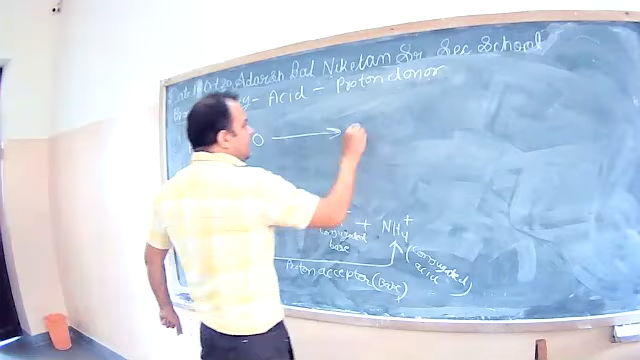 Adarsh Bal Niketan Sr Sec School
Acid - Proton donor
O →
+ NH4+
conjugated
base
(conjugated
acid)
Proton acceptor (Base)